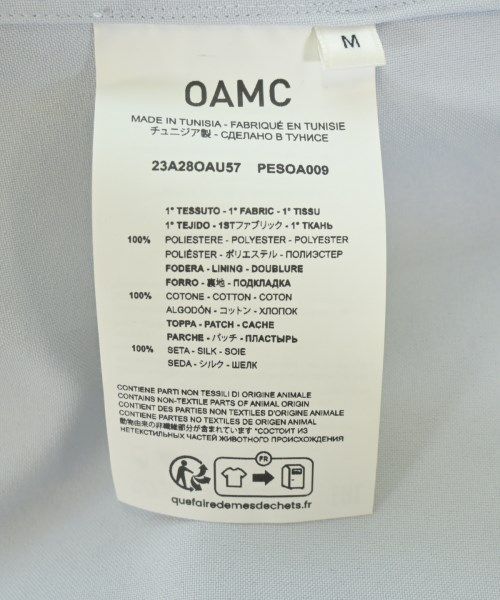 M
OAMC
MADE IN TUNISIA - FABRIQUÉ EN TUNISIE
チュニジア製 - СДЕЛАНО В ТУНИСЕ
23A28OAU57 PESOA009
1° TESSUTO - 1° FABRIC - 1° TISSU
1° TEJIDO - 1STファブリック - 1° ТКАНЬ
100% POLIESTERE - POLYESTER - POLYESTER
POLIÉSTER - ポリエステル - ПОЛИЭСТЕР
FODERA - LINING - DOUBLURE
FORRO - 裏地 - ПОДКЛАДКА
100% COTONE - COTTON - COTON
ALGODÓN - コットン - ХЛОПОК
TOPPA - PATCH - CACHE
PARCHE - パッチ - ПЛАСТЫРЬ
100% SETA - SILK - SOIE
SEDA - シルク - ШЕЛК
CONTIENE PARTI NON TESSILI DI ORIGINE ANIMALE
CONTAINS NON-TEXTILE PARTS OF ANIMAL ORIGIN
CONTIENT DES PARTIES NON TEXTILES D'ORIGINE ANIMALE
CONTIENE PARTES NO TEXTILES DE ORIGEN ANIMAL
動物由来の非繊維部分が含まれています *СОСТОИТ ИЗ
НЕТЕКСТИЛЬНЫХ ЧАСТЕЙ ЖИВОТНОГО ПРОИСХОЖДЕНИЯ
FR
quefairedemesdechets.fr